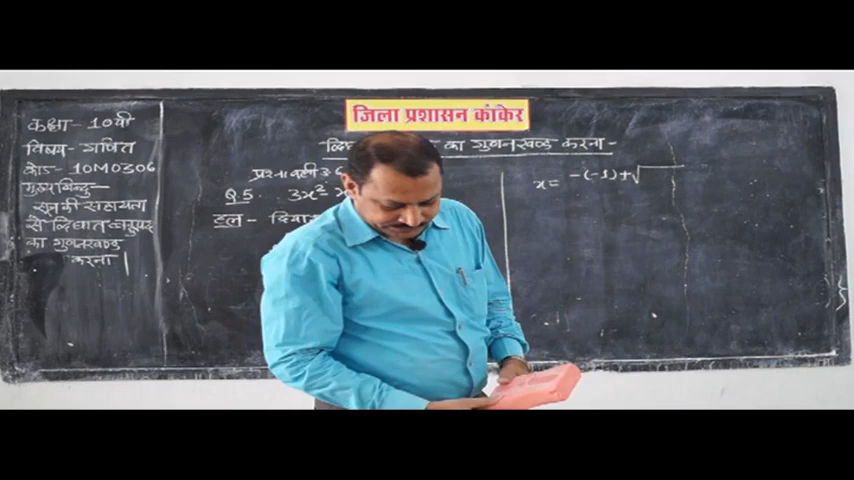 जिला प्रशासन कांकेर
कक्षा - 10वी
विषय - गणित
कोड - 10M0306
मुख्य बिन्दु -
सूत्र की सहायता
से द्विघात बहुपद
का गुणनखण्ड
करना
का गुणनखण्ड करना -
प्रश्नावली 3.
Q.5. 3x² - x
हल -
x = -(-1)+√